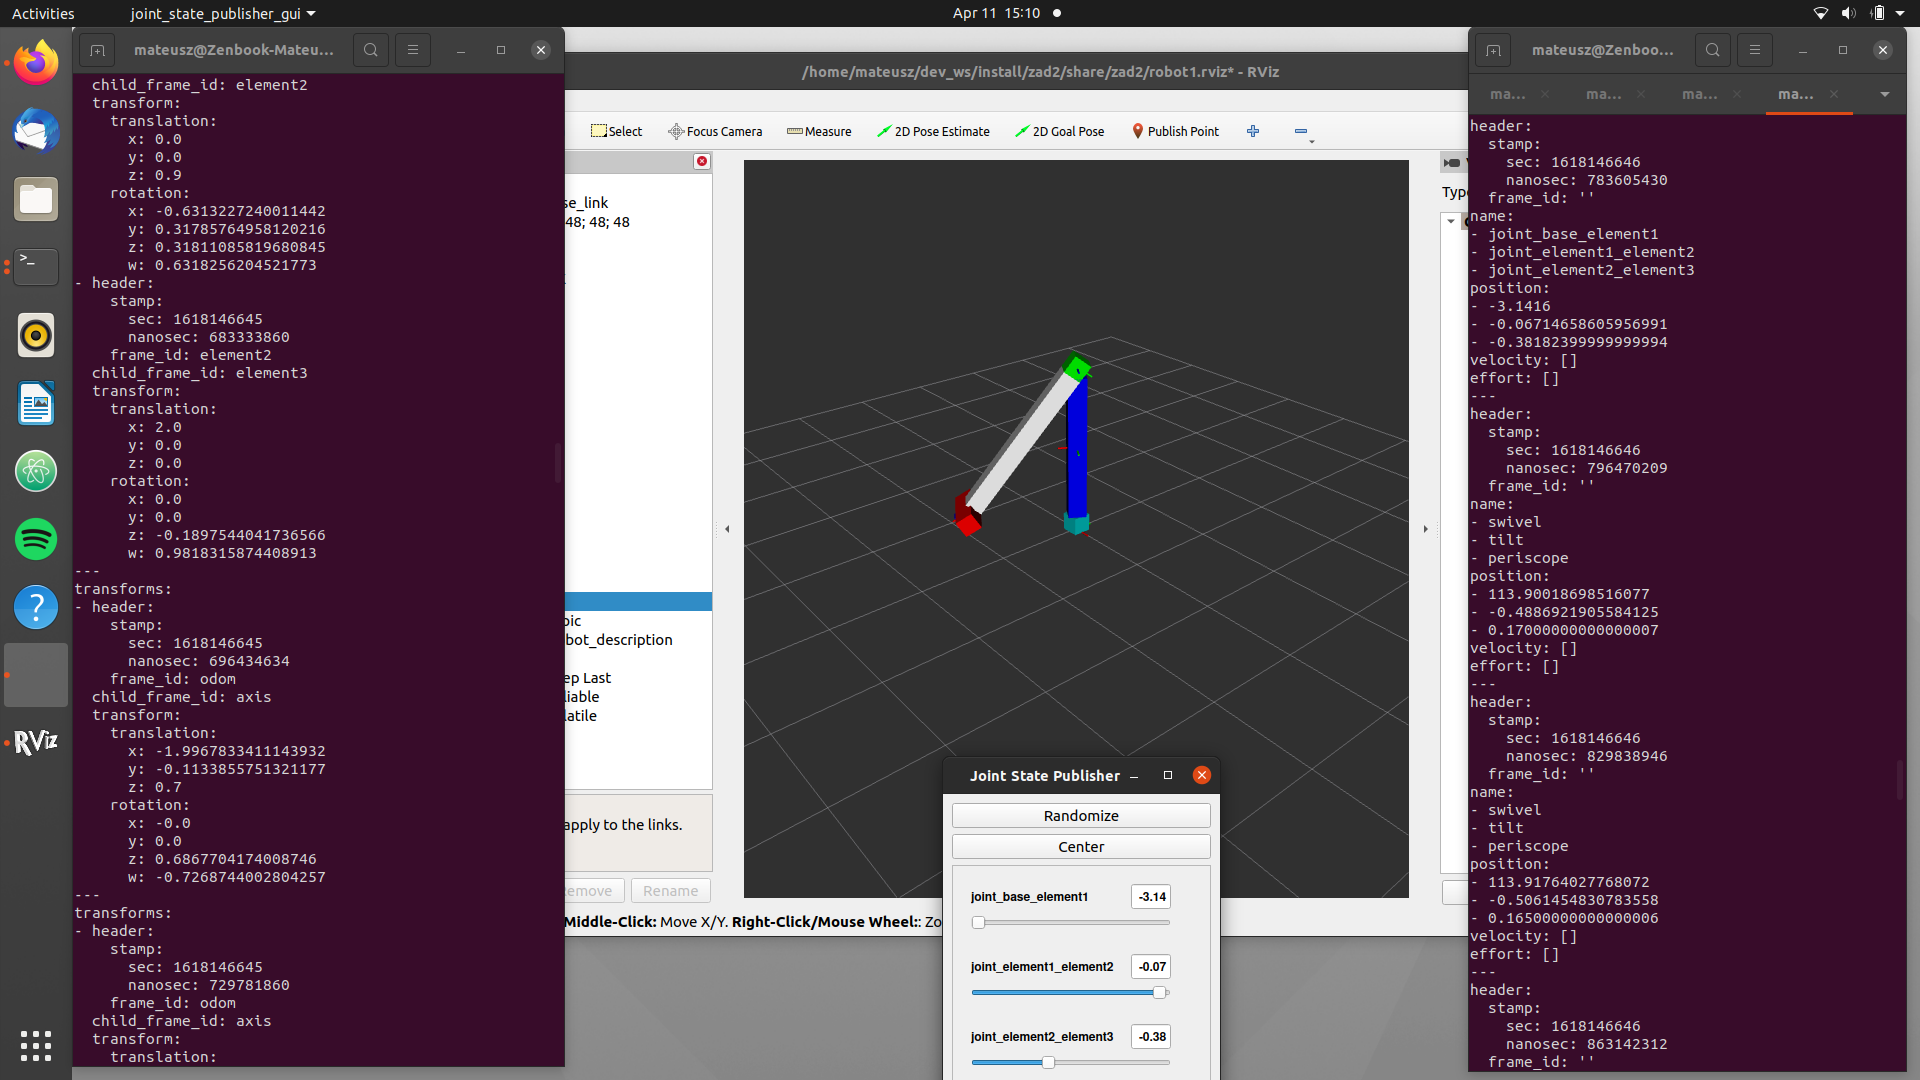 Activities
joint_state_publisher_gui
Apr 11 15:10
mateusz@Zenbook-Mateu...
child_frame_id: element2
transform:
translation:
x: 0.0
y: 0.0
z: 0.9
rotation:
x: -0.6313227240011442
y: 0.31785764958120216
z: 0.31811085819680845
w: 0.6318256204521773
- header:
stamp:
sec: 1618146645
nanosec: 683333860
frame_id: element2
child_frame_id: element3
transform:
translation:
x: 2.0
y: 0.0
z: 0.0
rotation:
x: 0.0
y: 0.0
z: -0.1897544041736566
w: 0.9818315874408913
---
transforms:
- header:
stamp:
sec: 1618146645
nanosec: 696434634
frame_id: odom
child_frame_id: axis
transform:
translation:
x: -1.9967833411143932
y: -0.1133855751321177
z: 0.7
rotation:
x: -0.0
y: 0.0
z: 0.6867704174008746
w: -0.7268744002804257
---
transforms:
- header:
stamp:
sec: 1618146645
nanosec: 729781860
frame_id: odom
child_frame_id: axis
transform:
translation:
RViz
/home/mateusz/dev_ws/install/zad2/share/zad2/robot1.rviz* - RViz
Select
Focus Camera
Measure
2D Pose Estimate
2D Goal Pose
Publish Point
se_link
48; 48; 48
pic
bot_description
ep Last
liable
latile
apply to the links.
emove
Rename
Middle-Click: Move X/Y. Right-Click/Mouse Wheel:: Zo
Type
Joint State Publisher
Randomize
Center
joint_base_element1
-3.14
joint_element1_element2
-0.07
joint_element2_element3
-0.38
mateusz@Zenboo...
ma...
ma...
ma...
ma...
header:
stamp:
sec: 1618146646
nanosec: 783605430
frame_id: ''
name:
- joint_base_element1
- joint_element1_element2
- joint_element2_element3
position:
- -3.1416
- -0.06714658605956991
- -0.38182399999999994
velocity: []
effort: []
---
header:
stamp:
sec: 1618146646
nanosec: 796470209
frame_id: ''
name:
- swivel
- tilt
- periscope
position:
- 113.90018698516077
- -0.4886921905584125
- 0.17000000000000007
velocity: []
effort: []
---
header:
stamp:
sec: 1618146646
nanosec: 829838946
frame_id: ''
name:
- swivel
- tilt
- periscope
position:
- 113.91764027768072
- -0.5061454830783558
- 0.16500000000000006
velocity: []
effort: []
---
header:
stamp:
sec: 1618146646
nanosec: 863142312
frame_id: ''